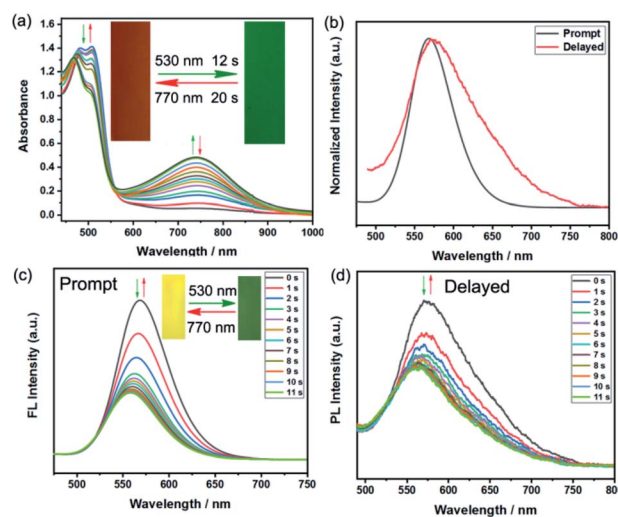 (a)
1.6
1.4
1.2
1.0
0.8
0.6
0.4
0.2
0.0
Absorbance
530 nm 12 s
770 nm 20 s
500 600 700 800 900 1000
Wavelength / nm
(b)
Prompt
Delayed
Normalized Intensity (a.u.)
500 550 600 650 700 750 800
Wavelength / nm
(c) Prompt
530 nm
770 nm
0 s
1 s
2 s
3 s
4 s
5 s
6 s
7 s
8 s
9 s
10 s
11 s
FL Intensity (a.u.)
500 550 600 650 700 750
Wavelength / nm
(d) Delayed
0 s
1 s
2 s
3 s
4 s
5 s
6 s
7 s
8 s
9 s
10 s
11 s
PL Intensity (a.u.)
500 550 600 650 700 750 80
Wavelength / nm